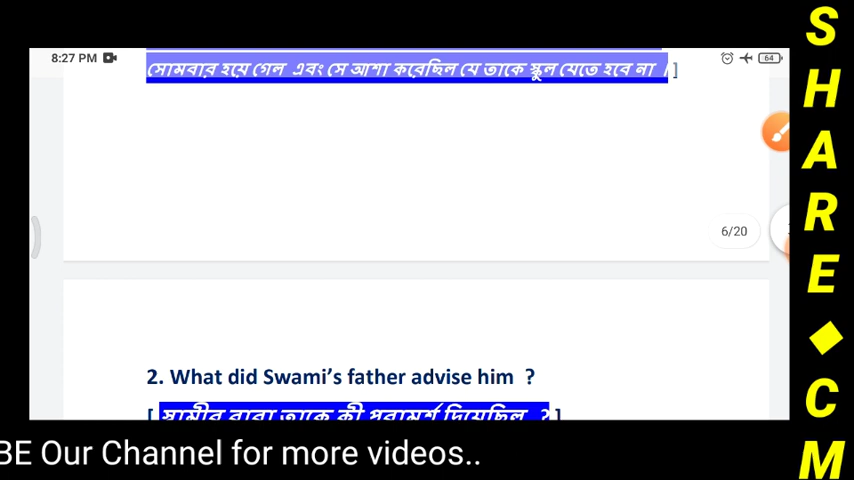 8:27 PM
64
সোমবার হয়ে গেল এবং সে আশা করেছিল যে তাকে স্কুল যেতে হবে না । ]
6/20
2. What did Swami's father advise him ?
[ স্বামীর বাবা তাকে কী পরামর্শ দিয়েছিল ? ]
BE Our Channel for more videos..
SHARE◆CM